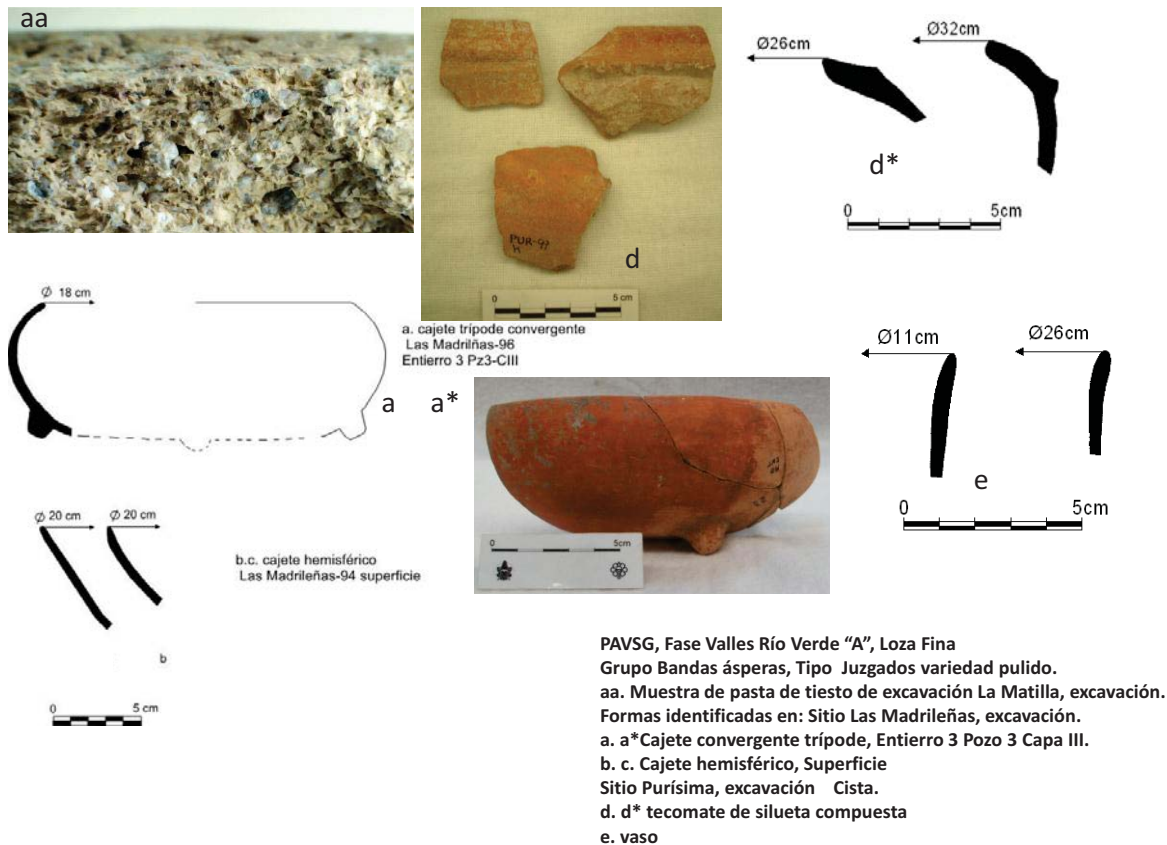 aa
Ø26cm
Ø32cm
d*
0 5cm
PUR-97
d
0 5 cm
Ø 18 cm
a. cajete trípode convergente
Las Madrilñas-96
Entierro 3 Pz3-CIII
a a*
0 5cm
Ø11cm
Ø26cm
e
0 5cm
Ø 20 cm Ø 20 cm
b.c. cajete hemisférico
Las Madrileñas-94 superficie
b
0 5 cm
PAVSG, Fase Valles Río Verde “A”, Loza Fina
Grupo Bandas ásperas, Tipo Juzgados variedad pulido.
aa. Muestra de pasta de tiesto de excavación La Matilla, excavación.
Formas identificadas en: Sitio Las Madrileñas, excavación.
a. a*Cajete convergente trípode, Entierro 3 Pozo 3 Capa III.
b. c. Cajete hemisférico, Superficie
Sitio Purísima, excavación Cista.
d. d* tecomate de silueta compuesta
e. vaso